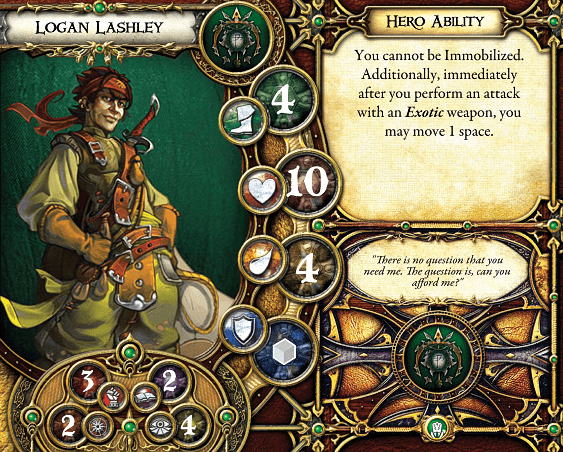 LOGAN LASHLEY
4
10
4
3
2
2
4
HERO ABILITY
You cannot be Immobilized.
Additionally, immediately
after you perform an attack
with an Exotic weapon, you
may move 1 space.
"There is no question that you
need me. The question is, can you
afford me?"